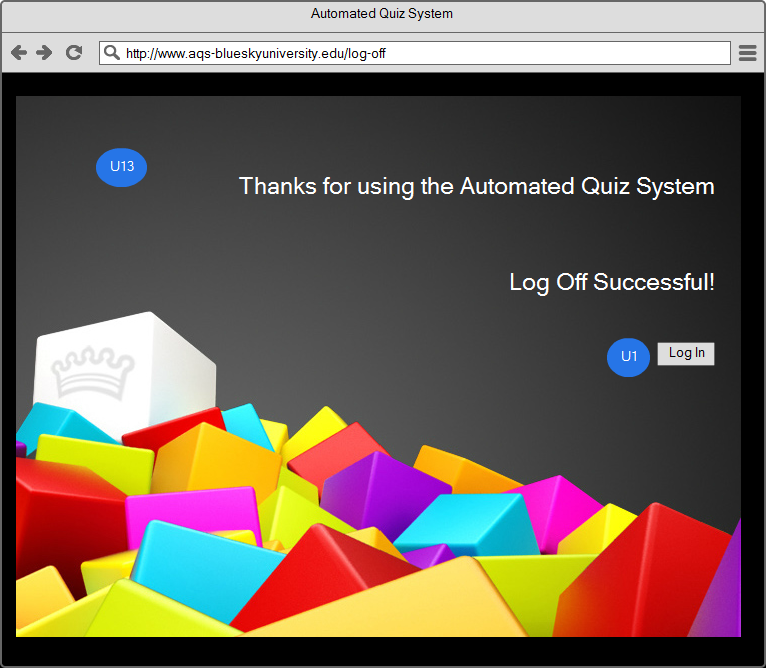 Automated Quiz System
http://www.aqs-blueskyuniversity.edu/log-off
U13
Thanks for using the Automated Quiz System
Log Off Successful!
U1 Log In